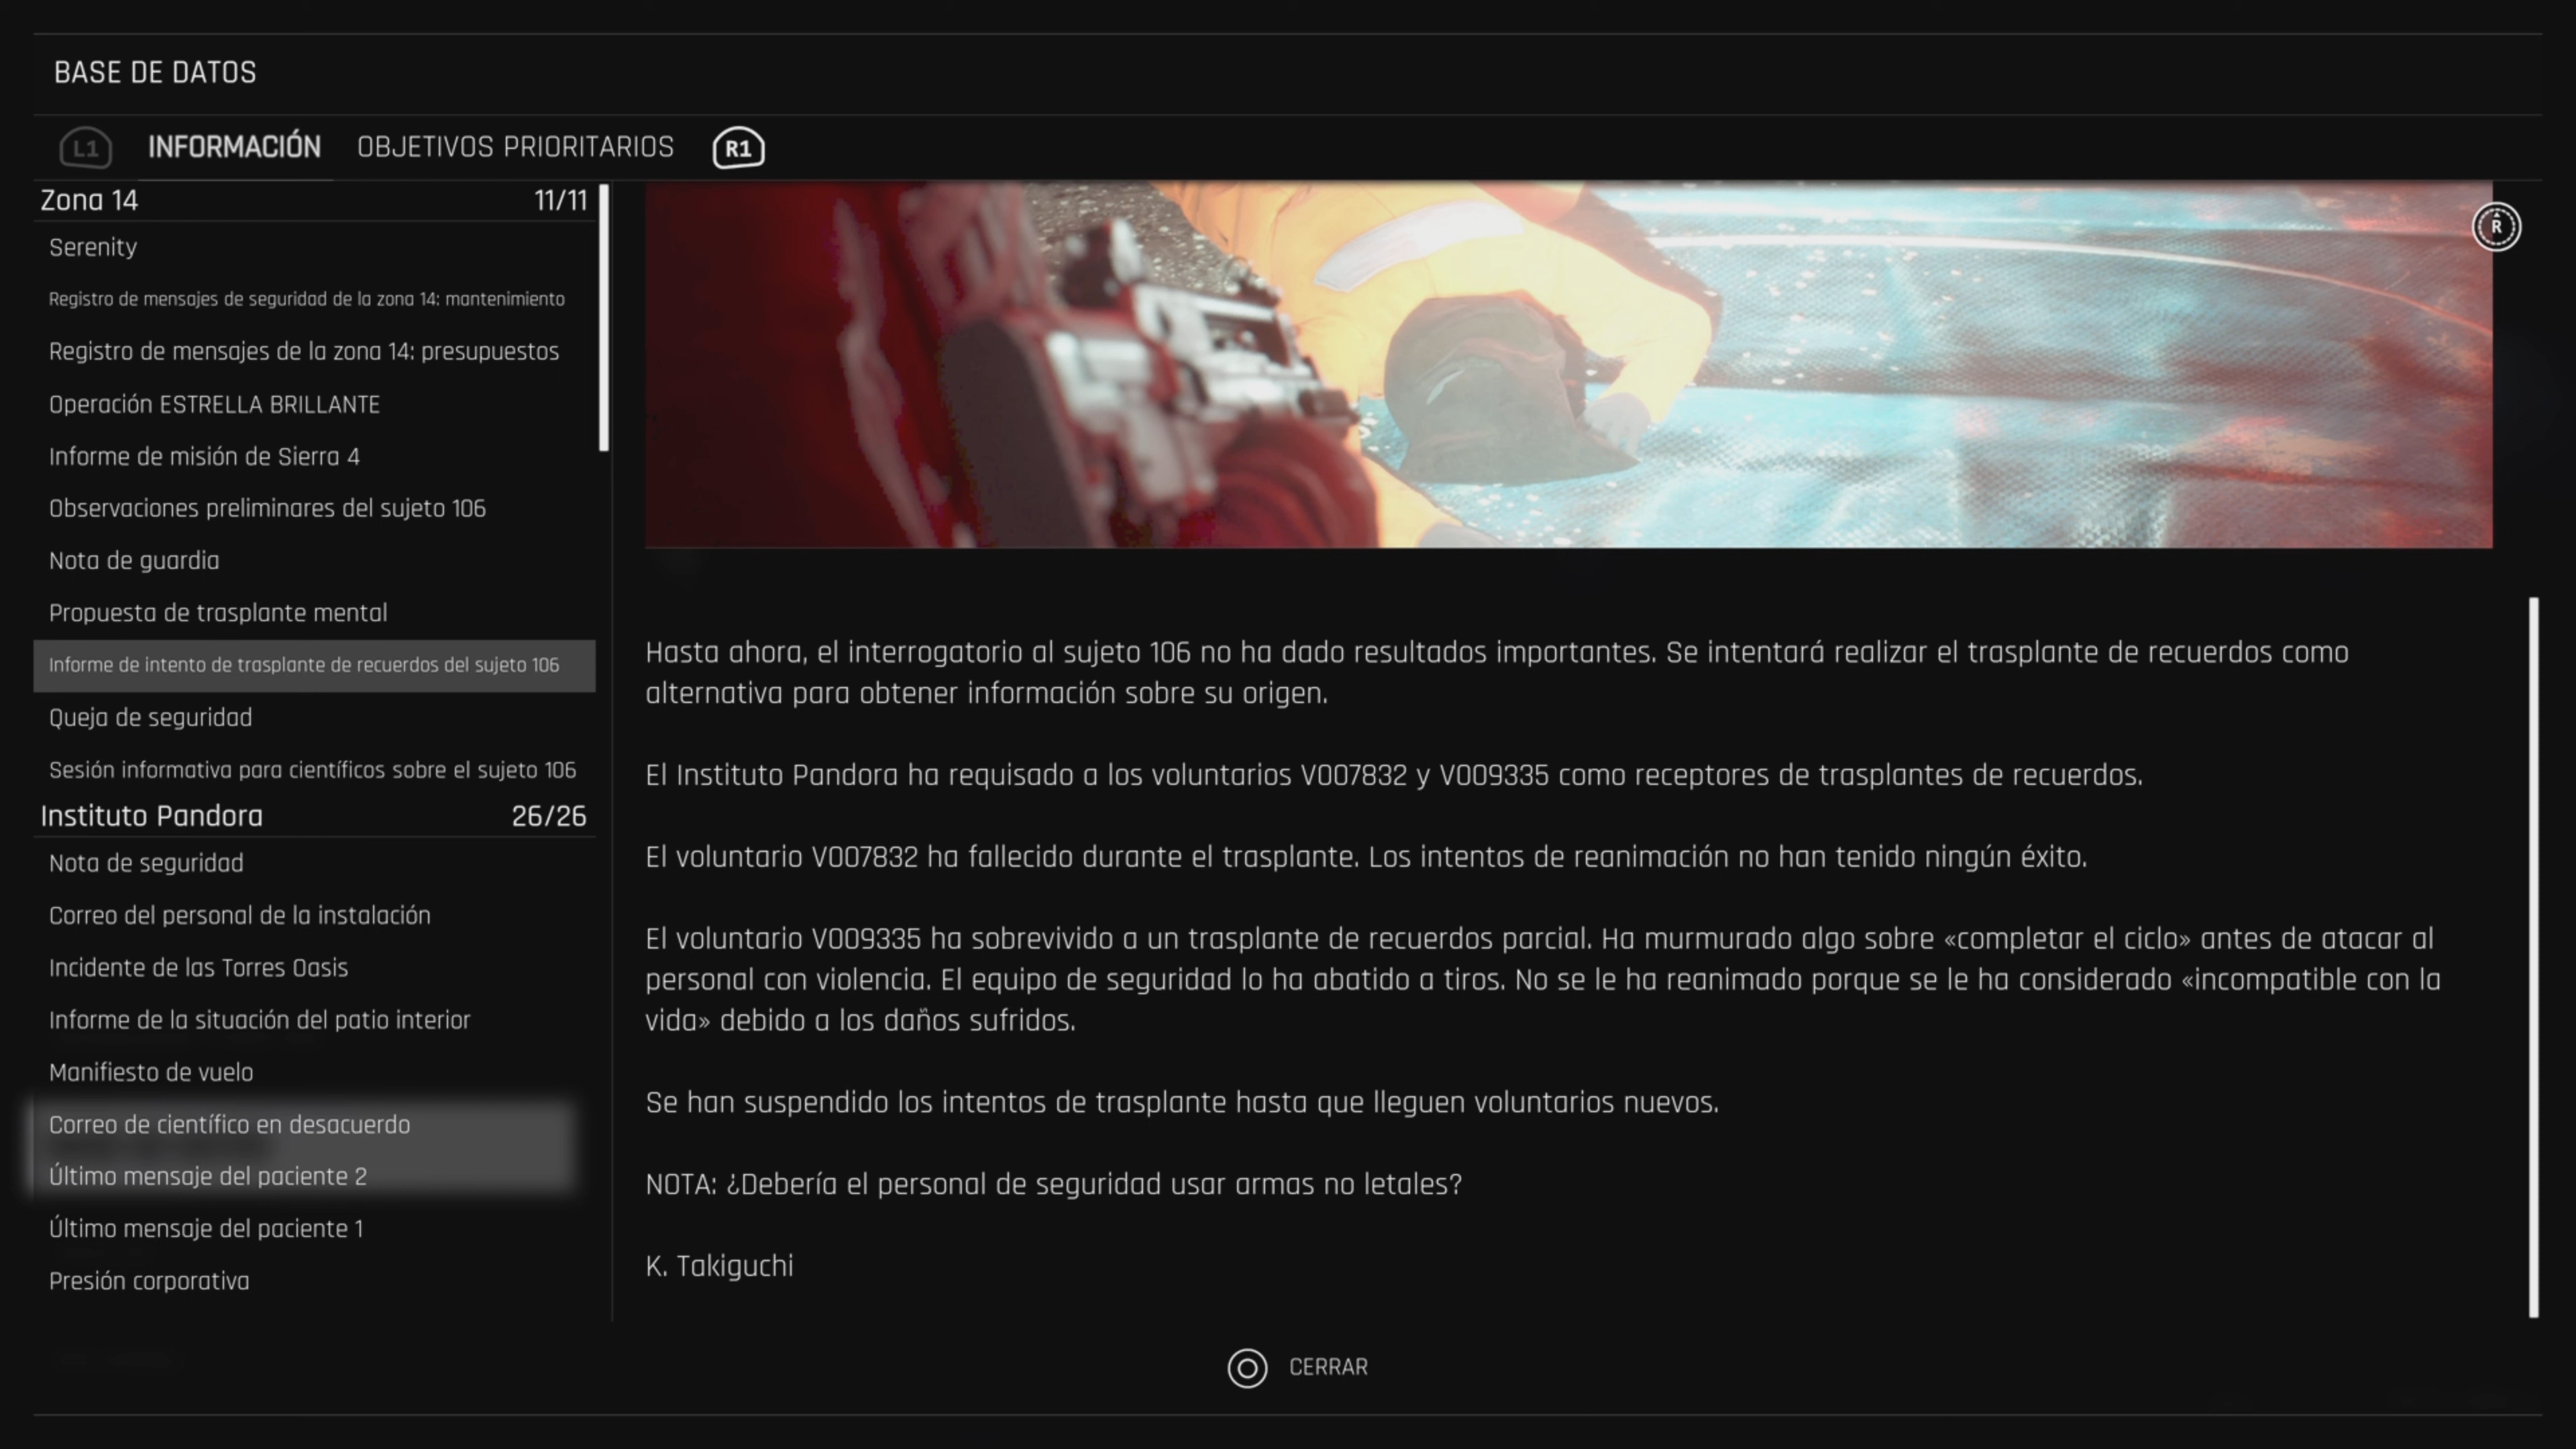 BASE DE DATOS
L1 INFORMACIÓN OBJETIVOS PRIORITARIOS R1
Zona 14 11/11
Serenity
Registro de mensajes de seguridad de la zona 14: mantenimiento
Registro de mensajes de la zona 14: presupuestos
Operación ESTRELLA BRILLANTE
Informe de misión de Sierra 4
Observaciones preliminares del sujeto 106
Nota de guardia
Propuesta de trasplante mental
Informe de intento de trasplante de recuerdos del sujeto 106
Queja de seguridad
Sesión informativa para científicos sobre el sujeto 106
Instituto Pandora 26/26
Nota de seguridad
Correo del personal de la instalación
Incidente de las Torres Oasis
Informe de la situación del patio interior
Manifiesto de vuelo
Correo de científico en desacuerdo
Último mensaje del paciente 2
Último mensaje del paciente 1
Presión corporativa
R
Hasta ahora, el interrogatorio al sujeto 106 no ha dado resultados importantes. Se intentará realizar el trasplante de recuerdos como
alternativa para obtener información sobre su origen.
El Instituto Pandora ha requisado a los voluntarios V007832 y V009335 como receptores de trasplantes de recuerdos.
El voluntario V007832 ha fallecido durante el trasplante. Los intentos de reanimación no han tenido ningún éxito.
El voluntario V009335 ha sobrevivido a un trasplante de recuerdos parcial. Ha murmurado algo sobre «completar el ciclo» antes de atacar al
personal con violencia. El equipo de seguridad lo ha abatido a tiros. No se le ha reanimado porque se le ha considerado «incompatible con la
vida» debido a los daños sufridos.
Se han suspendido los intentos de trasplante hasta que lleguen voluntarios nuevos.
NOTA: ¿Debería el personal de seguridad usar armas no letales?
K. Takiguchi
CERRAR